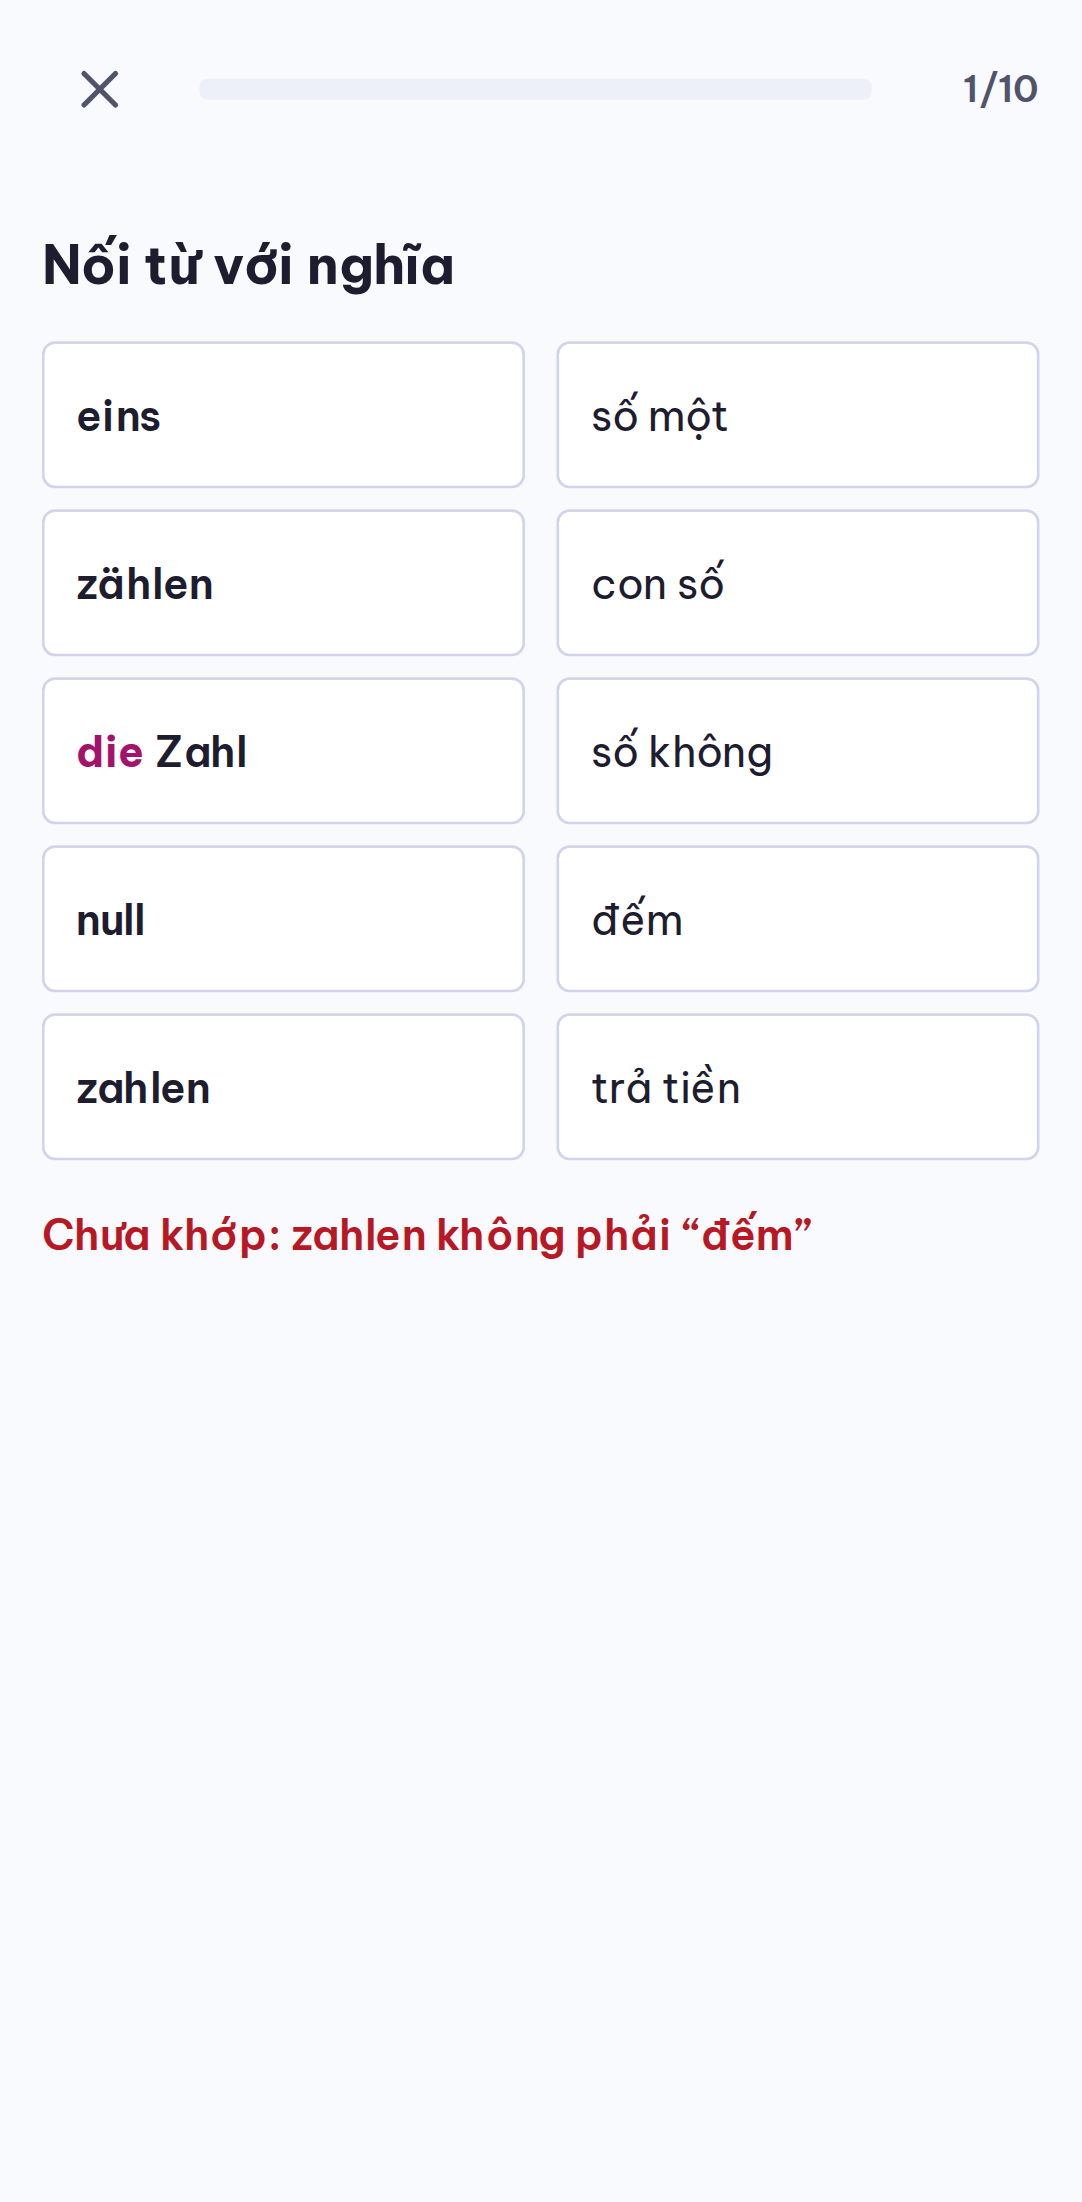 1/10
Nối từ với nghĩa
eins
số một
zählen
con số
die Zahl
số không
null
đếm
zahlen
trả tiền
Chưa khớp: zahlen không phải “đếm”